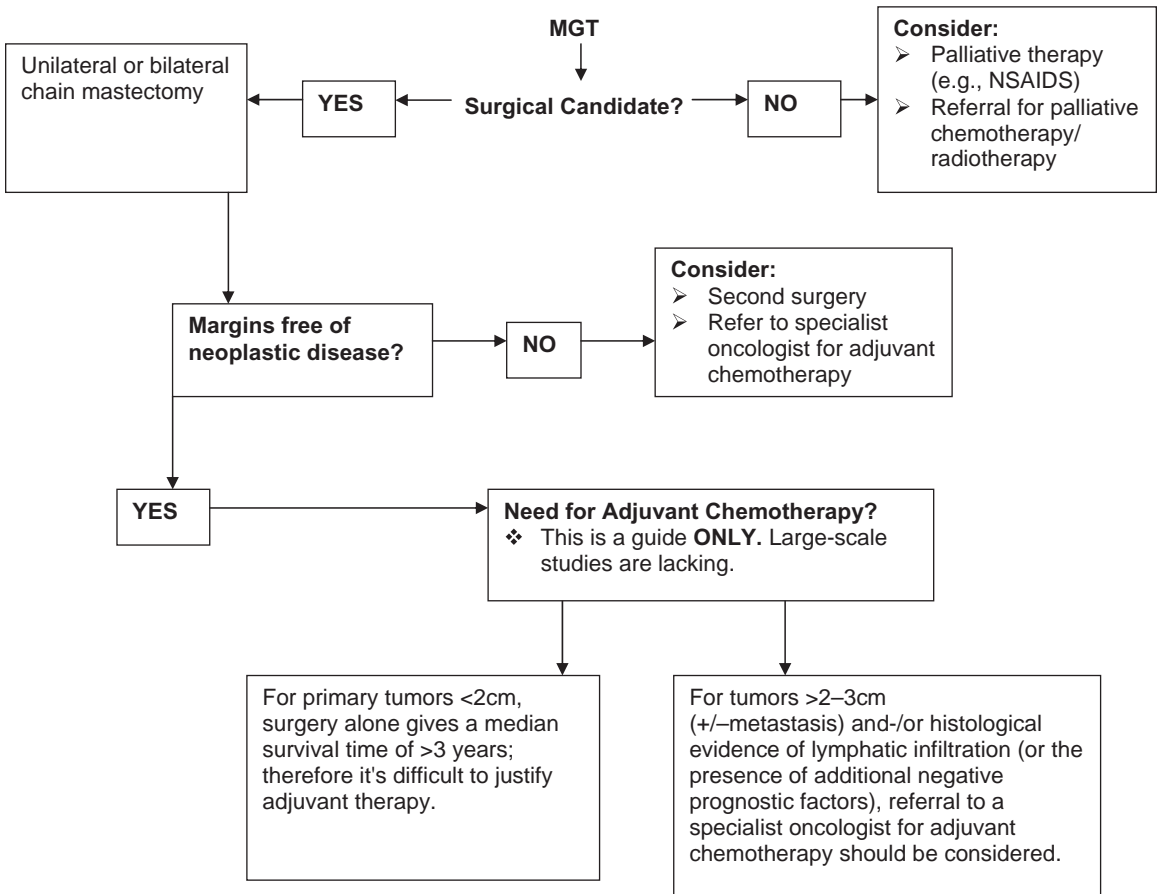 MGT
Surgical Candidate?
YES
Unilateral or bilateral
chain mastectomy
NO
Consider:
➢ Palliative therapy
(e.g., NSAIDS)
➢ Referral for palliative
chemotherapy/
radiotherapy
Margins free of
neoplastic disease?
NO
Consider:
➢ Second surgery
➢ Refer to specialist
oncologist for adjuvant
chemotherapy
YES
Need for Adjuvant Chemotherapy?
❖ This is a guide ONLY. Large-scale
studies are lacking.
For primary tumors <2cm,
surgery alone gives a median
survival time of >3 years;
therefore it's difficult to justify
adjuvant therapy.
For tumors >2–3cm
(+/–metastasis) and-/or histological
evidence of lymphatic infiltration (or the
presence of additional negative
prognostic factors), referral to a
specialist oncologist for adjuvant
chemotherapy should be considered.